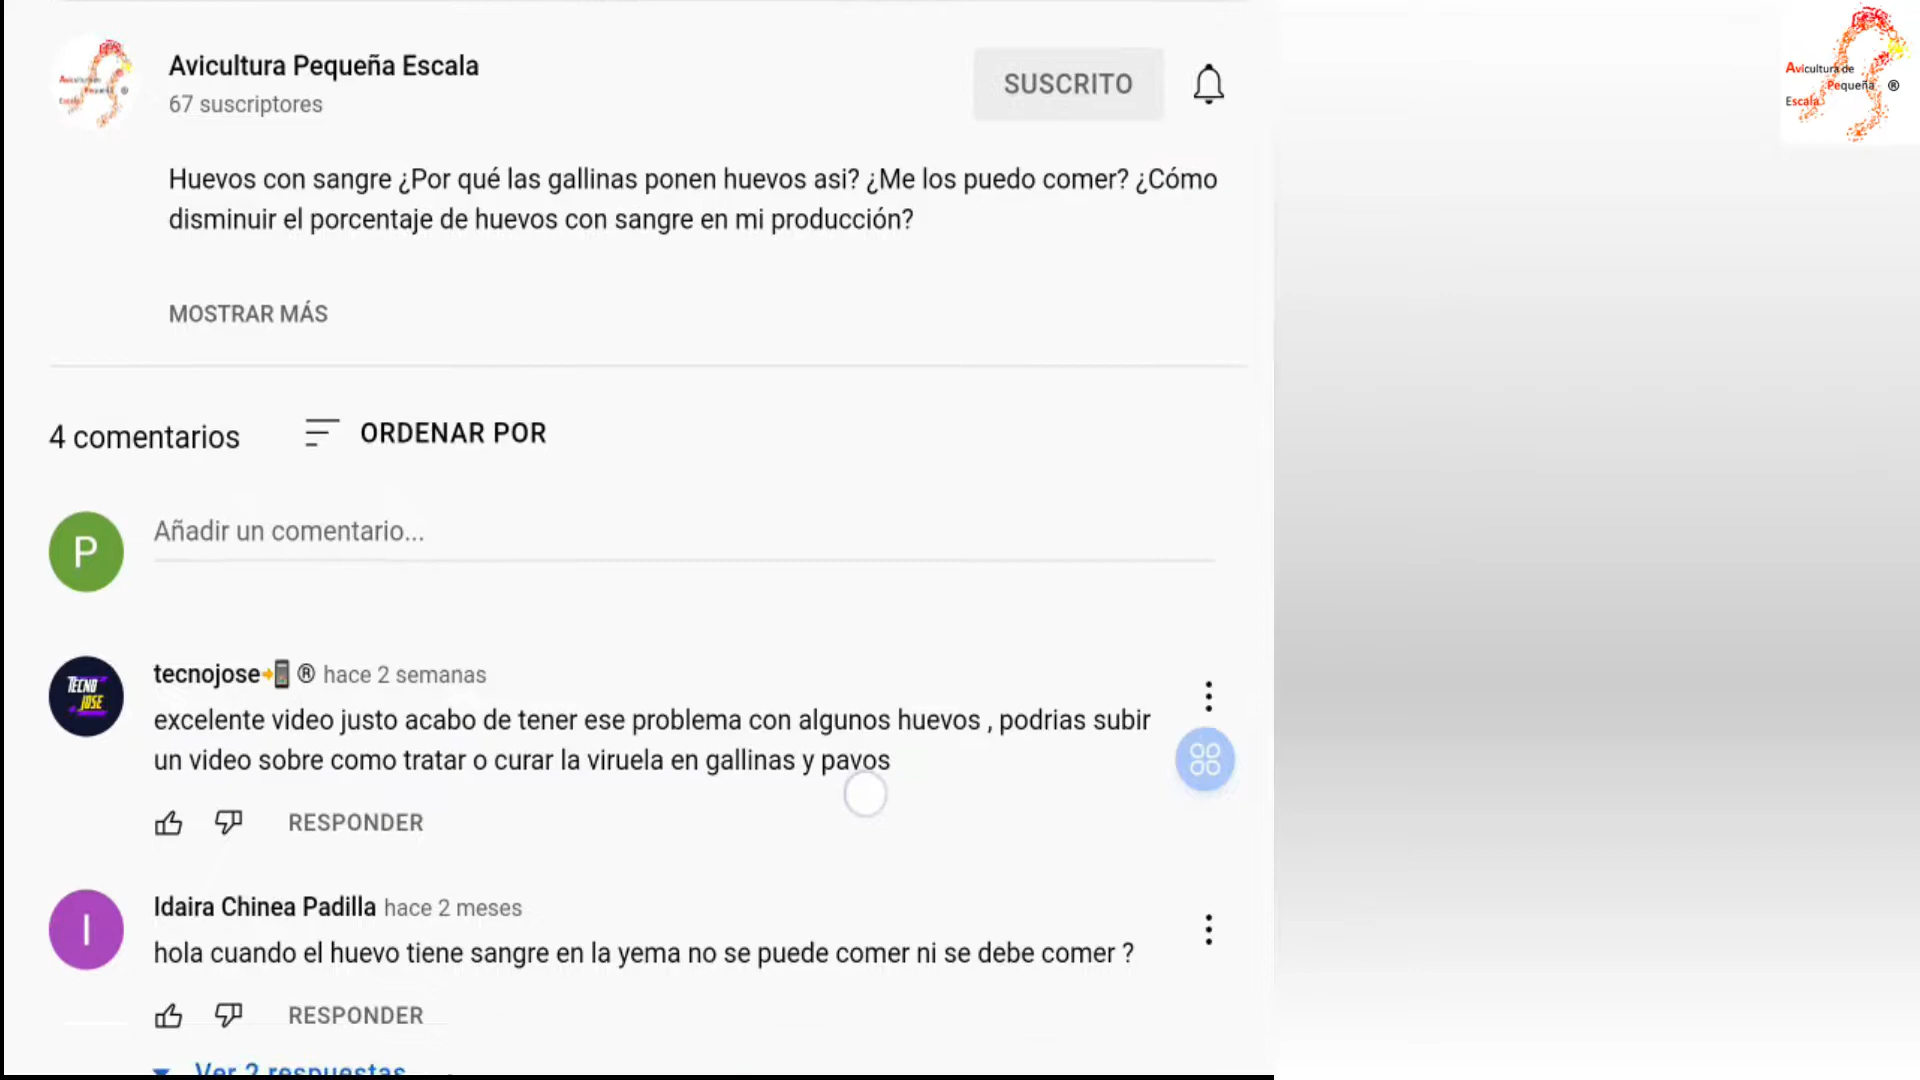 Avicultura Pequeña Escala
67 suscriptores
SUSCRITO
Avicultura de
Pequeña ®
Escala
Huevos con sangre ¿Por qué las gallinas ponen huevos asi? ¿Me los puedo comer? ¿Cómo
disminuir el porcentaje de huevos con sangre en mi producción?
MOSTRAR MÁS
4 comentarios
ORDENAR POR
P
Añadir un comentario...
TECNO
JOSE
tecnojose ® hace 2 semanas
excelente video justo acabo de tener ese problema con algunos huevos , podrias subir
un video sobre como tratar o curar la viruela en gallinas y pavos
RESPONDER
I
Idaira Chinea Padilla hace 2 meses
hola cuando el huevo tiene sangre en la yema no se puede comer ni se debe comer ?
RESPONDER
Ver 2 respuestas